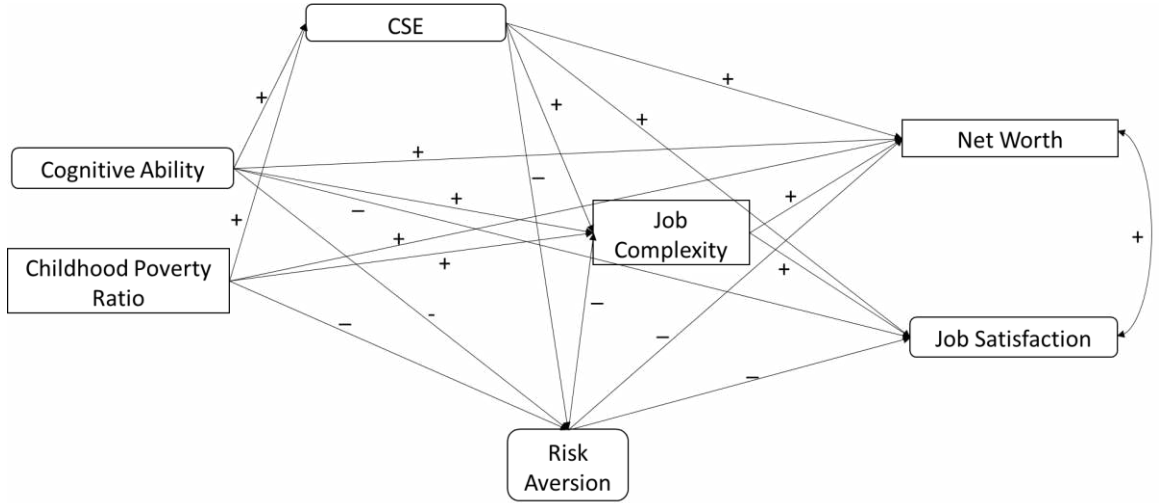 CSE
+
+
+
+
Net Worth
+
Cognitive Ability
–
+
–
+
Job
Complexity
+
+
+
Childhood Poverty
Ratio
+
+
–
–
-
–
Job Satisfaction
–
Risk
Aversion